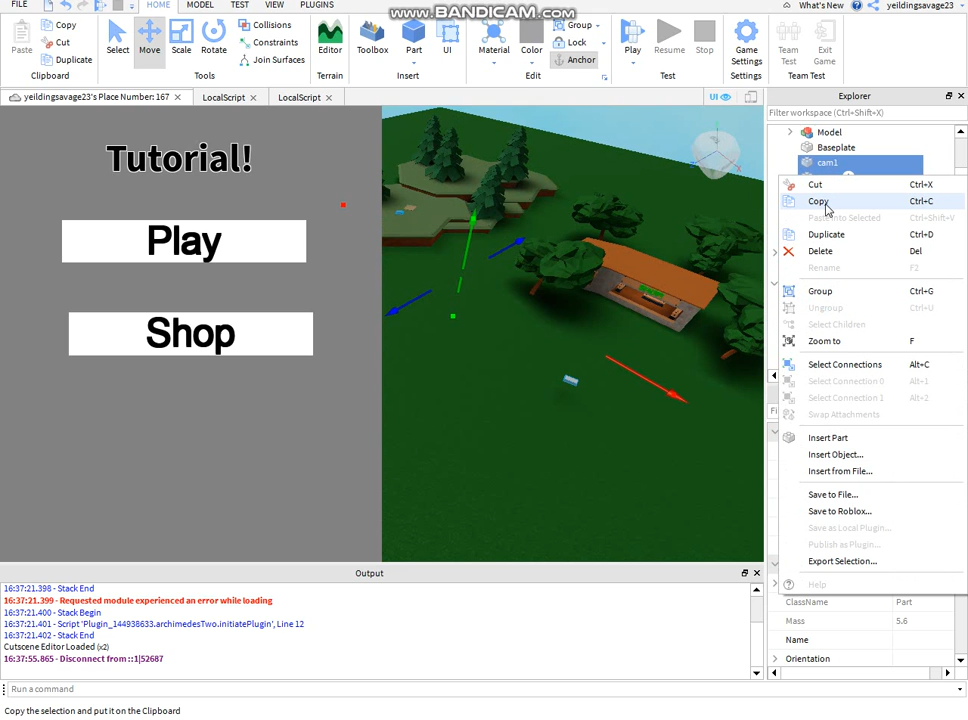 FILE HOME MODEL TEST VIEW PLUGINS
www.BANDICAM.com
What's New yeildingsavage23
Paste
Copy
Cut
Duplicate
Clipboard
Select Move Scale Rotate
Collisions
Constraints
Join Surfaces
Tools
Editor
Terrain
Toolbox Part UI
Insert
Material Color
Group
Lock
Anchor
Edit
Play Resume Stop
Test
Game Settings
Settings
Team Test
Exit Game
Team Test
yeildingsavage23's Place Number: 167
LocalScript
LocalScript
UI
Explorer
Filter workspace (Ctrl+Shift+X)
Model
Baseplate
cam1
Tutorial!
Play
Shop
Cut Ctrl+X
Copy Ctrl+C
Paste Into Selected Ctrl+Shift+V
Duplicate Ctrl+D
Delete Del
Rename F2
Group Ctrl+G
Ungroup Ctrl+U
Select Children
Zoom to F
Select Connections Alt+C
Select Connection 0 Alt+1
Select Connection 1 Alt+2
Swap Attachments
Insert Part
Insert Object...
Insert from File...
Save to File...
Save to Roblox...
Save as Local Plugin...
Publish as Plugin...
Export Selection...
Help
Fi
ClassName Part
Mass 5.6
Name
Orientation
Output
16:37:21.398 - Stack End
16:37:21.399 - Requested module experienced an error while loading
16:37:21.400 - Stack Begin
16:37:21.401 - Script 'Plugin_144938633.archimedesTwo.initiatePlugin', Line 12
16:37:21.402 - Stack End
Cutscene Editor Loaded (x2)
16:37:55.865 - Disconnect from ::1|52687
Run a command
Copy the selection and put it on the Clipboard